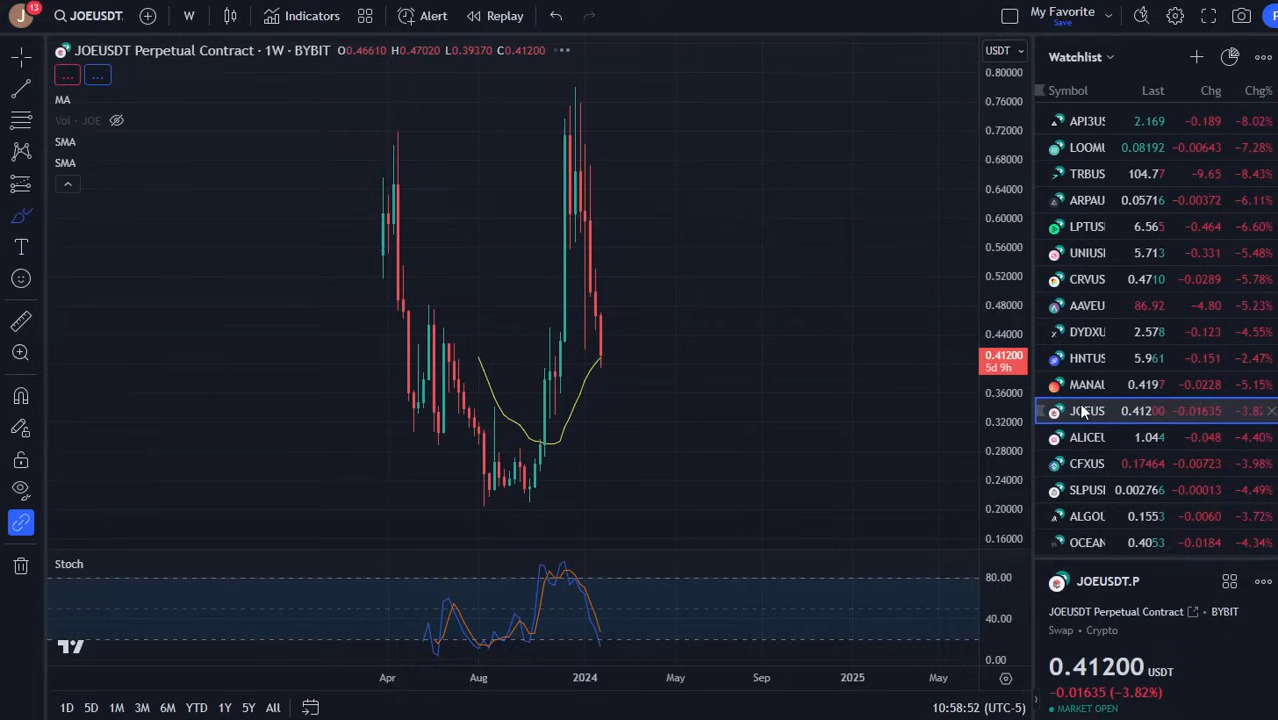 J 13 JOEUSDT. W Indicators Alert Replay My Favorite Save P
JOEUSDT Perpetual Contract · 1W · BYBIT O0.46610 H0.47020 L0.39370 C0.41200 USDT
... ...
MA
Vol · JOE
SMA
SMA
0.80000
0.76000
0.72000
0.68000
0.64000
0.60000
0.56000
0.52000
0.48000
0.44000
0.41200
5d 9h
0.36000
0.32000
0.28000
0.24000
0.20000
0.16000
Stoch
80.00
40.00
0.00
Apr Aug 2024 May Sep 2025 May
1D 5D 1M 3M 6M YTD 1Y 5Y All 10:58:52 (UTC-5)
Watchlist
Symbol Last Chg Chg%
API3US 2.169 −0.189 −8.02%
LOOMU 0.08192 −0.00643 −7.28%
TRBUS 104.77 −9.65 −8.43%
ARPAU 0.05716 −0.00372 −6.11%
LPTUS 6.565 −0.464 −6.60%
UNIUS 5.713 −0.331 −5.48%
CRVUS 0.4710 −0.0289 −5.78%
AAVEU 86.92 −4.80 −5.23%
DYDXU 2.578 −0.123 −4.55%
HNTUS 5.961 −0.151 −2.47%
MANAU 0.4197 −0.0228 −5.15%
JOEUS 0.41200 −0.01635 −3.82
ALICEU 1.044 −0.048 −4.40%
CFXUS 0.17464 −0.00723 −3.98%
SLPUS 0.002766 −0.00013 −4.49%
ALGOU 0.1553 −0.0060 −3.72%
OCEAN 0.4053 −0.0184 −4.34%
JOEUSDT.P
JOEUSDT Perpetual Contract · BYBIT
Swap · Crypto
0.41200 USDT
−0.01635 (−3.82%)
MARKET OPEN